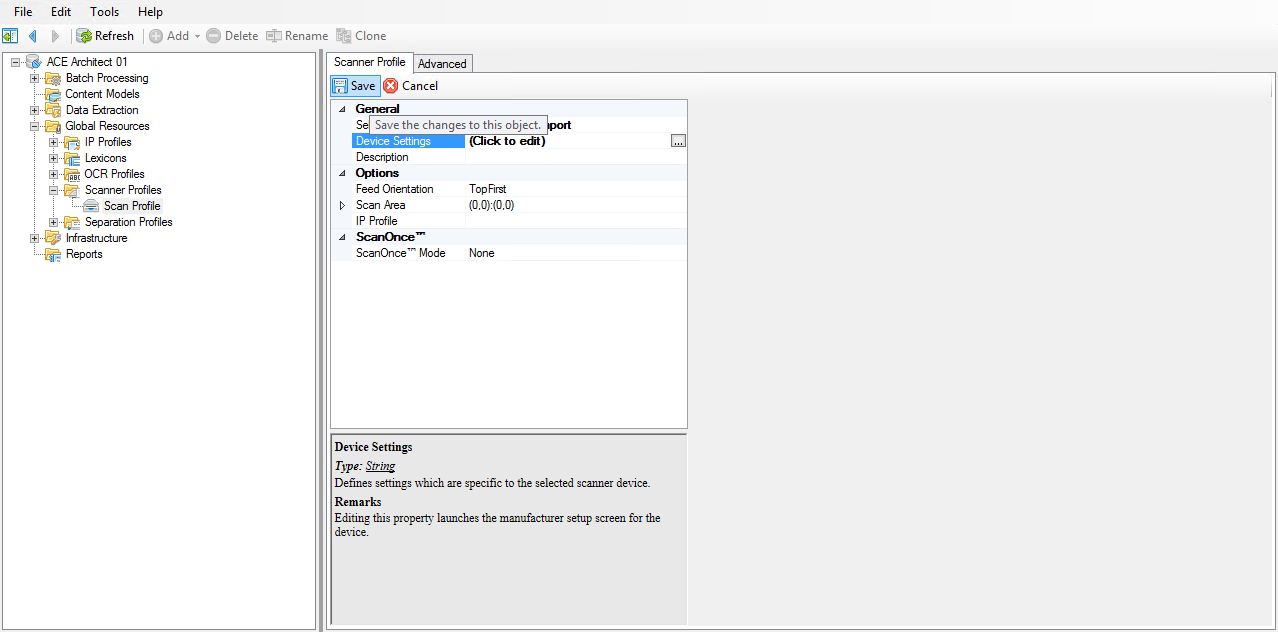 File Edit Tools Help
Refresh Add Delete Rename Clone
ACE Architect 01
Batch Processing
Content Models
Data Extraction
Global Resources
IP Profiles
Lexicons
OCR Profiles
Scanner Profiles
Scan Profile
Separation Profiles
Infrastructure
Reports
Scanner Profile Advanced
Save Cancel
General
Save the changes to this object.
Device Settings (Click to edit) ...
Description
Options
Feed Orientation TopFirst
Scan Area (0,0):(0,0)
IP Profile
ScanOnce™
ScanOnce™ Mode None
Device Settings
Type: String
Defines settings which are specific to the selected scanner device.
Remarks
Editing this property launches the manufacturer setup screen for the
device.